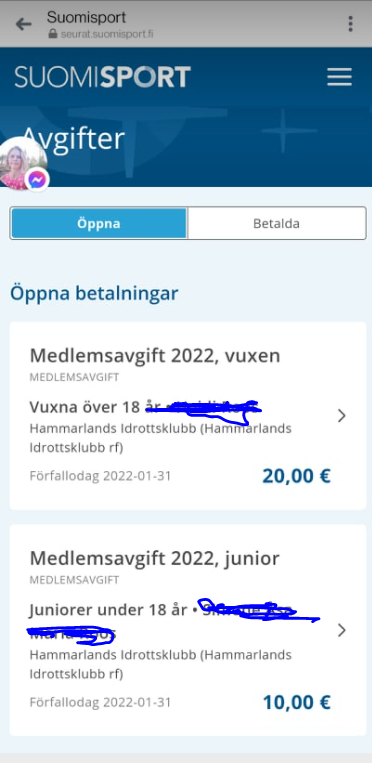 Suomisport
seurat.suomisport.fi
SUOMISPORT
Avgifter
Öppna
Betalda
Öppna betalningar
Medlemsavgift 2022, vuxen
MEDLEMSAVGIFT
Vuxna över 18 år •
Hammarlands Idrottsklubb (Hammarlands
Idrottsklubb rf)
Förfallodag 2022-01-31
20,00 €
Medlemsavgift 2022, junior
MEDLEMSAVGIFT
Juniorer under 18 år •
Hammarlands Idrottsklubb (Hammarlands
Idrottsklubb rf)
Förfallodag 2022-01-31
10,00 €